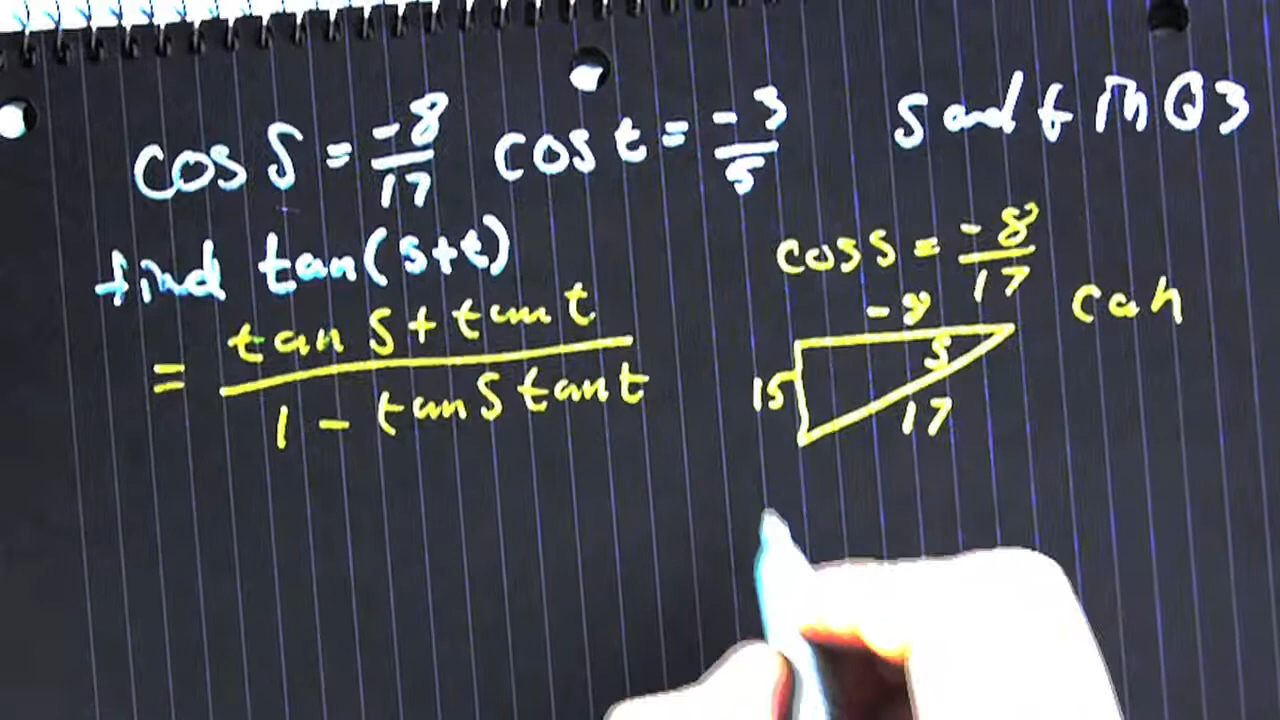 cos s = -8/17 cos t = -3/5 s and t in Q3
find tan(s+t)
= tan s + tan t / 1 - tan s tan t
cos s = -8/17 cah
-8
s
15
17